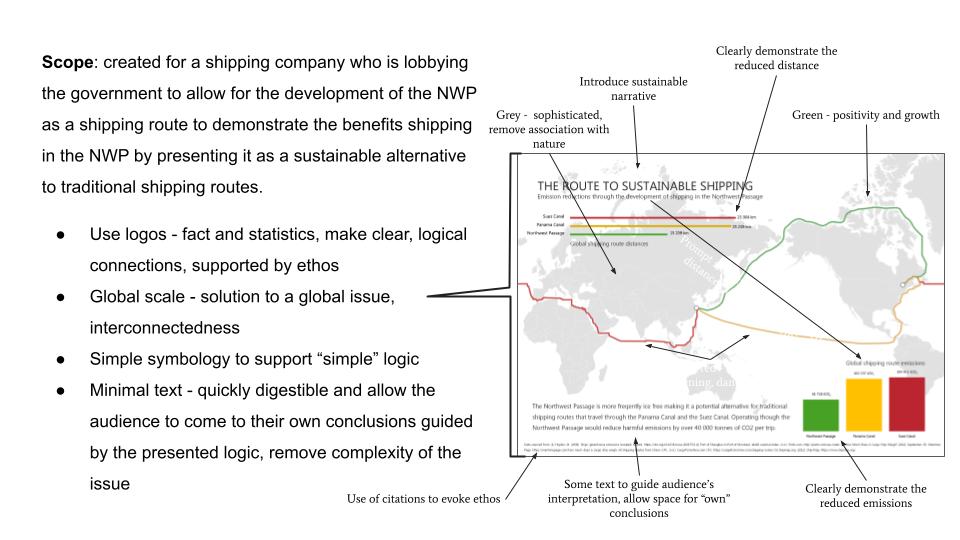 Scope: created for a shipping company who is lobbying
the government to allow for the development of the NWP
as a shipping route to demonstrate the benefits shipping
in the NWP by presenting it as a sustainable alternative
to traditional shipping routes.
● Use logos - fact and statistics, make clear, logical
connections, supported by ethos
● Global scale - solution to a global issue,
interconnectedness
● Simple symbology to support “simple” logic
● Minimal text - quickly digestible and allow the
audience to come to their own conclusions guided
by the presented logic, remove complexity of the
issue
Clearly demonstrate the
reduced distance
Introduce sustainable
narrative
Grey - sophisticated,
remove association with
nature
Green - positivity and growth
THE ROUTE TO SUSTAINABLE SHIPPING
Emission reductions through the development of shipping in the Northwest Passage
Suez Canal
Panama Canal
Northwest Passage
Global shipping route distances
Prompt
distance
Global shipping route emissions
Northwest Passage
Panama Canal
Suez Canal
The Northwest Passage is more frequently ice free making it a potential alternative for traditional
shipping routes that travel through the Panama Canal and the Suez Canal. Operating though the
Northwest Passage would reduce harmful emissions by over 40 000 tonnes of CO2 per trip.
Use of citations to evoke ethos
Some text to guide audience’s
interpretation, allow space for “own”
conclusions
Clearly demonstrate the
reduced emissions